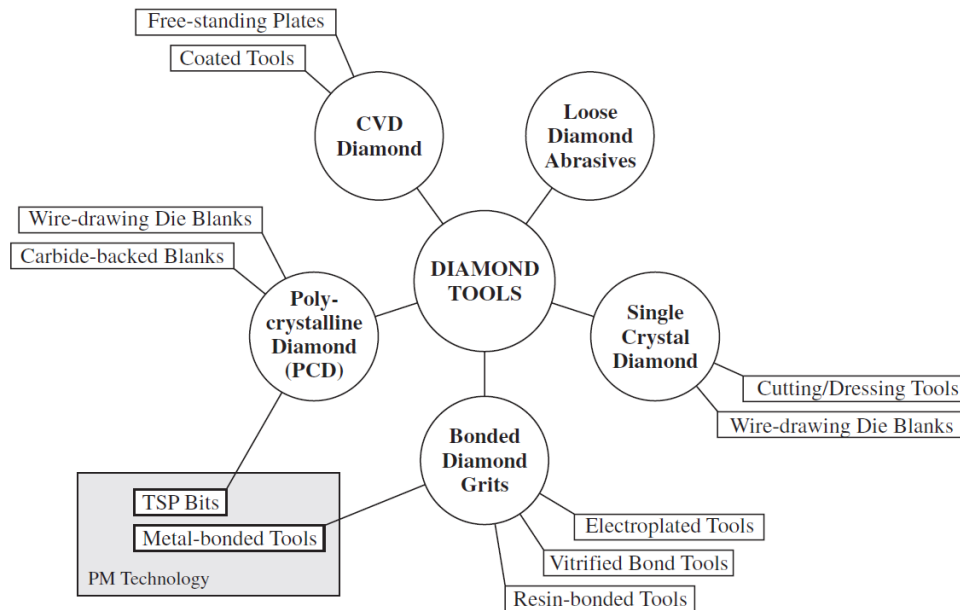 Free-standing Plates
Coated Tools
CVD
Diamond
Loose
Diamond
Abrasives
Wire-drawing Die Blanks
Carbide-backed Blanks
DIAMOND
TOOLS
Poly-
crystalline
Diamond
(PCD)
Single
Crystal
Diamond
Cutting/Dressing Tools
Wire-drawing Die Blanks
Bonded
Diamond
Grits
TSP Bits
Metal-bonded Tools
PM Technology
Electroplated Tools
Vitrified Bond Tools
Resin-bonded Tools